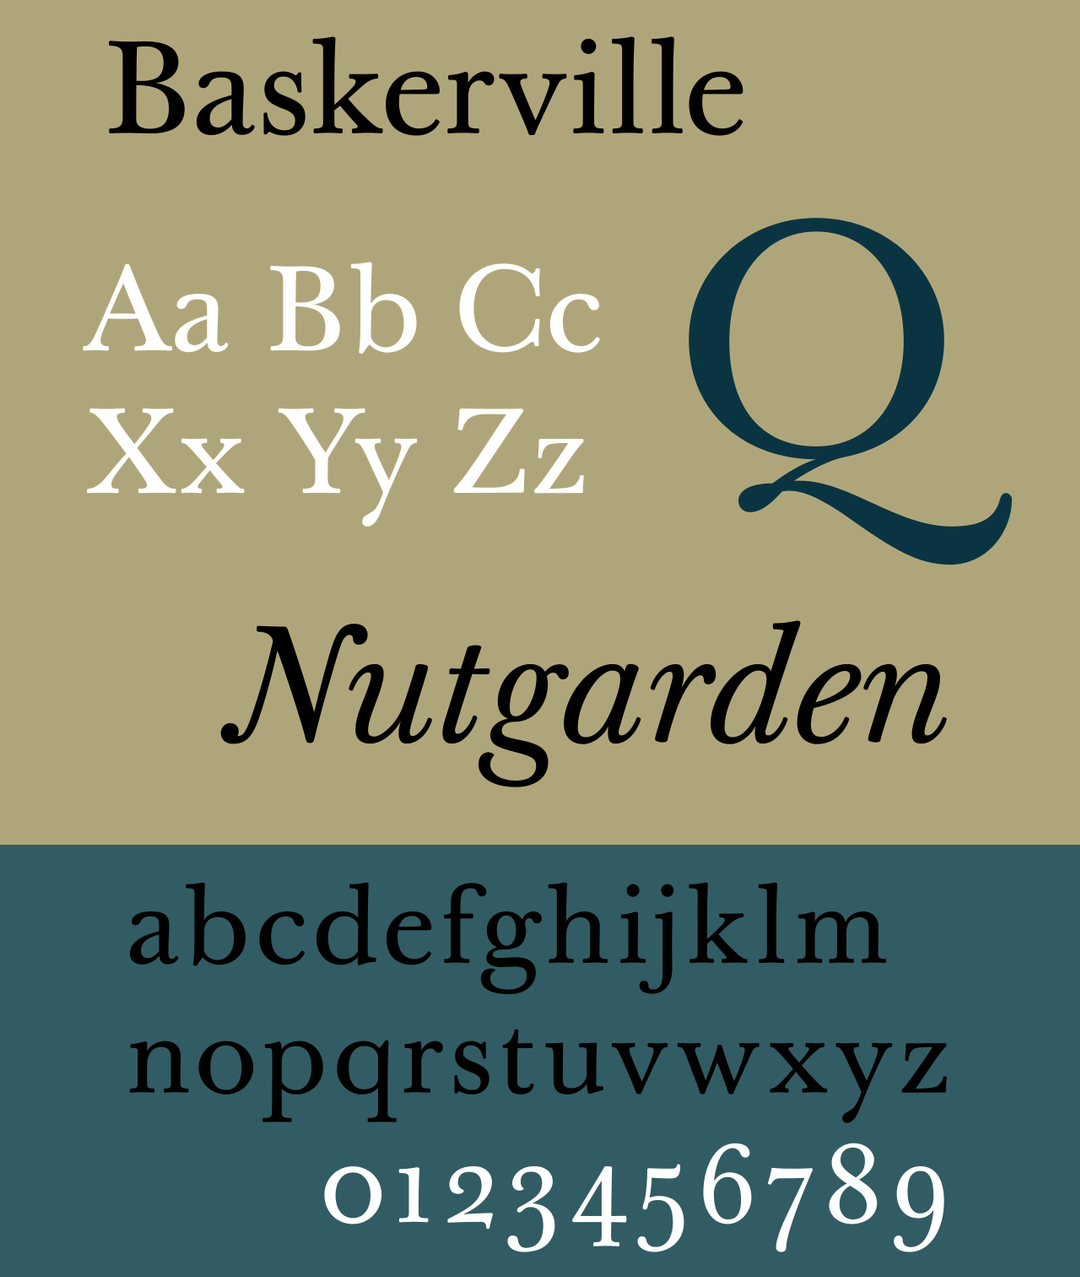 Baskerville
Aa Bb Cc
Q
Xx Yy Zz
Nutgarden
abcdefghijklm
nopqrstuvwxyz
0123456789